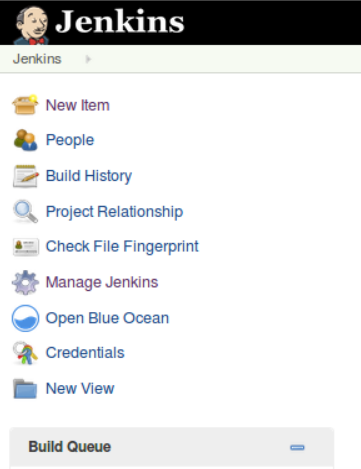 Jenkins
Jenkins
New Item
People
Build History
Project Relationship
Check File Fingerprint
Manage Jenkins
Open Blue Ocean
Credentials
New View
Build Queue